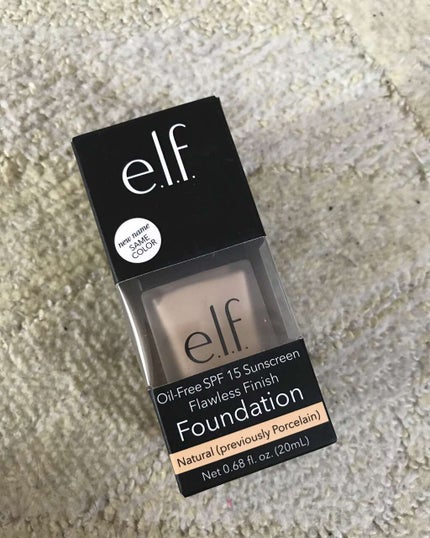 e.l.f.
new name
SAME
COLOR
e.l.f.
Oil-Free SPF 15 Sunscreen
Flawless Finish
Foundation
Natural (previously Porcelain)
Net 0.68 fl. oz. (20mL)